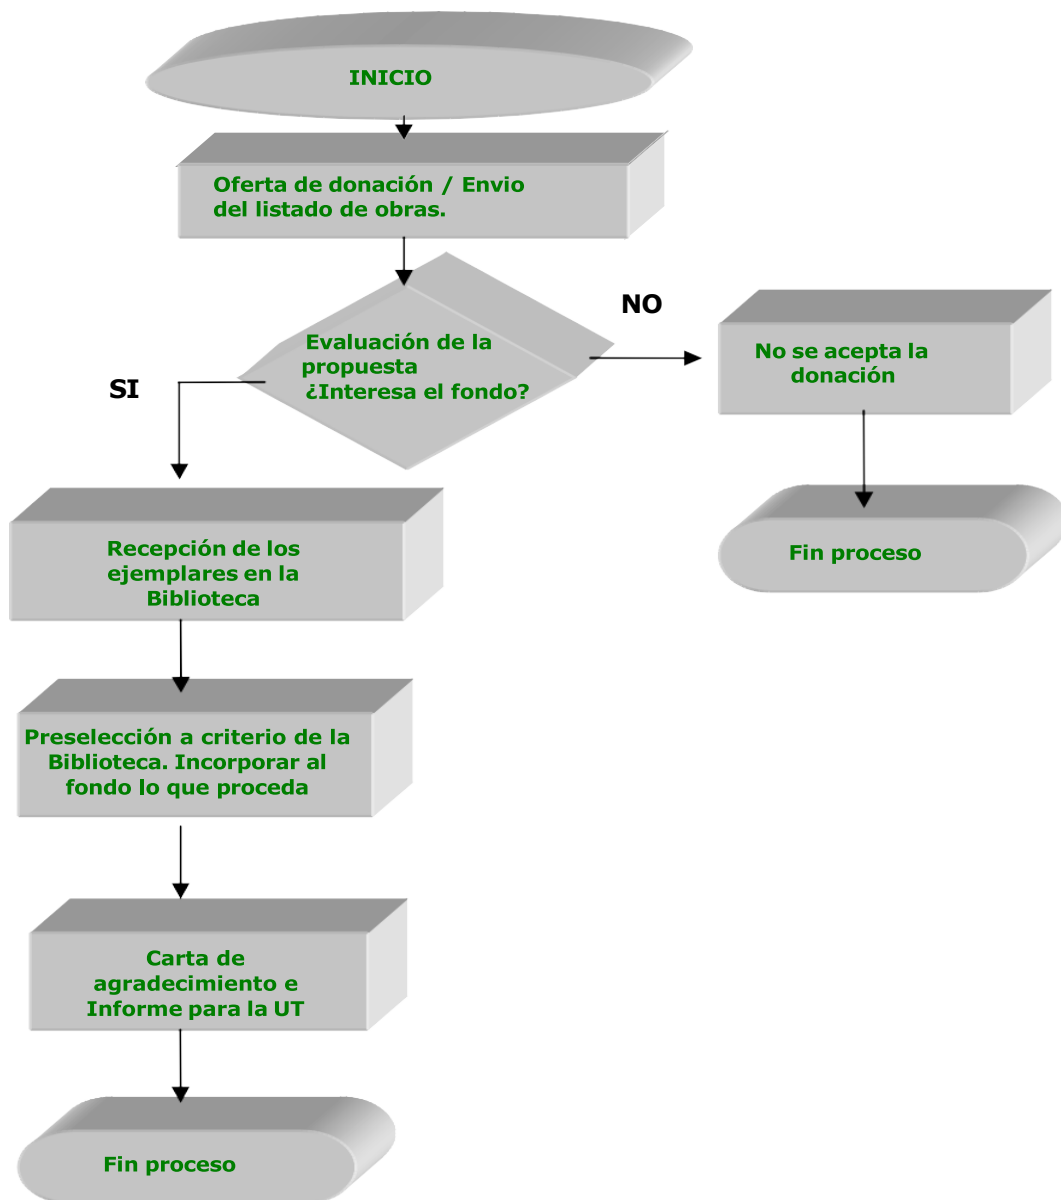 INICIO
Oferta de donación / Envio
del listado de obras.
Evaluación de la
propuesta
¿Interesa el fondo?
NO
No se acepta la
donación
Fin proceso
SI
Recepción de los
ejemplares en la
Biblioteca
Preselección a criterio de la
Biblioteca. Incorporar al
fondo lo que proceda
Carta de
agradecimiento e
Informe para la UT
Fin proceso